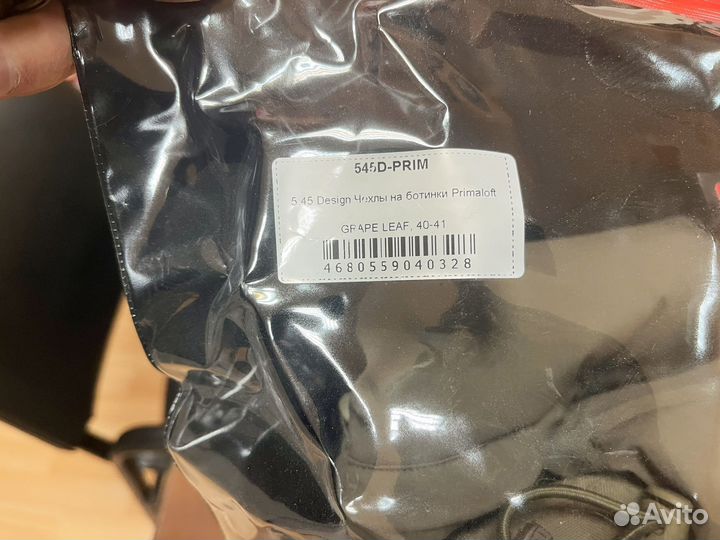 545D-PRIM
5.45 Design Чехлы на ботинки Primaloft
GRAPE LEAF, 40-41
4680559040328
Avito